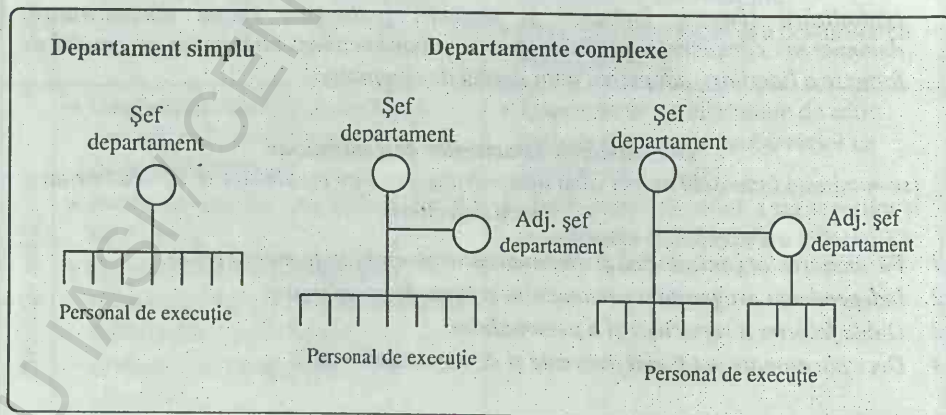 Departament simplu
Departamente complexe
Şef
departament
Personal de execuţie
Şef
departament
Adj. şef
departament
Personal de execuţie
Şef
departament
Adj. şef
departament
Personal de execuţie